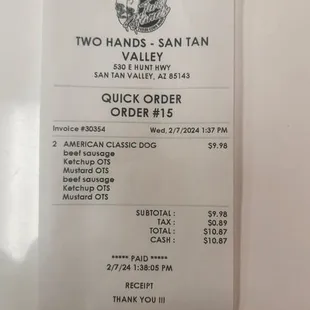 TWO HANDS - SAN TAN
VALLEY
530 E HUNT HWY
SAN TAN VALLEY, AZ 85143
QUICK ORDER
ORDER #15
Invoice #30354 Wed, 2/7/2024 1:37 PM
2 AMERICAN CLASSIC DOG $9.98
beef sausage
Ketchup OTS
Mustard OTS
beef sausage
Ketchup OTS
Mustard OTS
SUBTOTAL : $9.98
TAX : $0.89
TOTAL : $10.87
CASH : $10.87
***** PAID *****
2/7/24 1:38:05 PM
RECEIPT
THANK YOU !!!